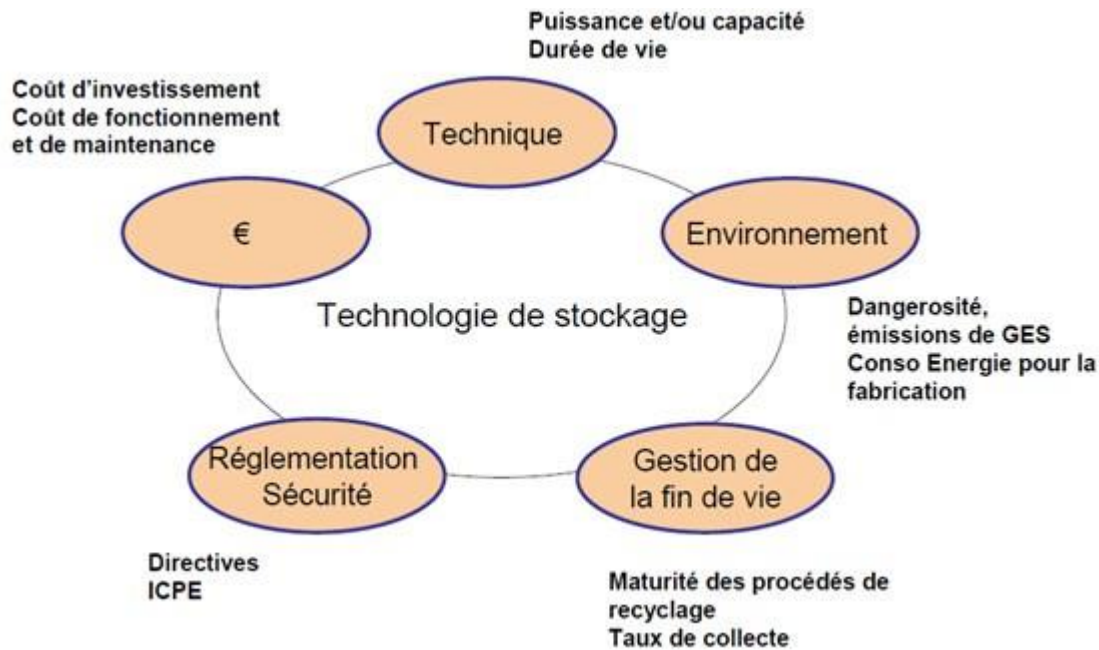 Puissance et/ou capacité
Durée de vie
Coût d'investissement
Coût de fonctionnement
et de maintenance
Technique
€
Environnement
Technologie de stockage
Dangerosité,
émissions de GES
Conso Energie pour la
fabrication
Réglementation
Sécurité
Gestion de
la fin de vie
Directives
ICPE
Maturité des procédés de
recyclage
Taux de collecte